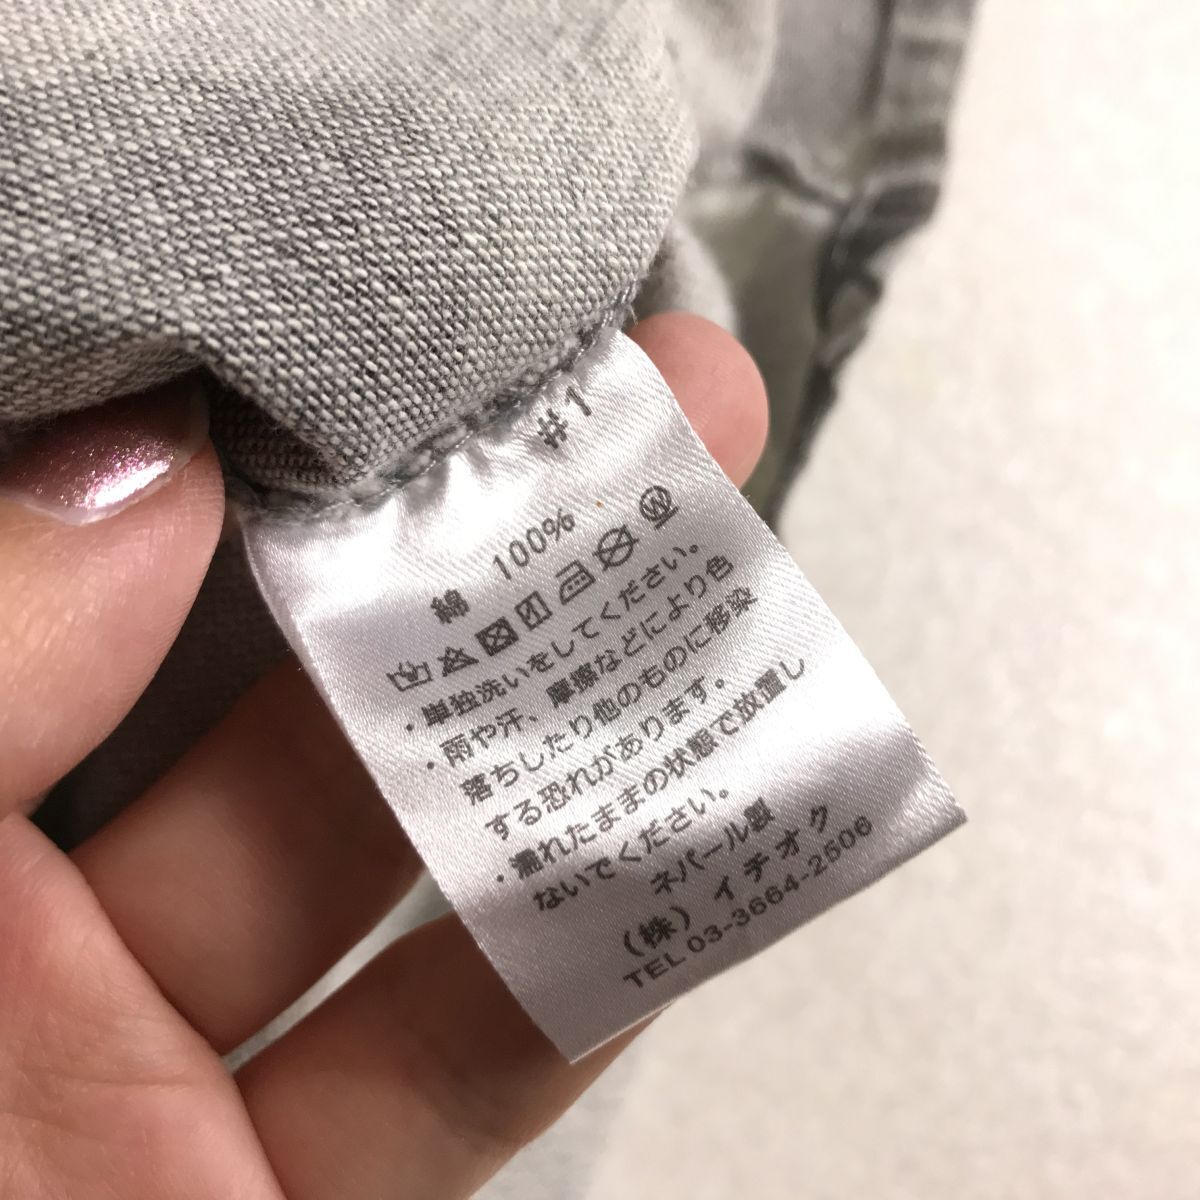 #1
綿 100%
・単独洗いをしてください。
・雨や汗、摩擦などにより色
落ちしたり他のものに移染
する恐れがあります。
・濡れたままの状態で放置し
ないでください。
ネパール製
(株) イチオク
TEL 03-3664-2506